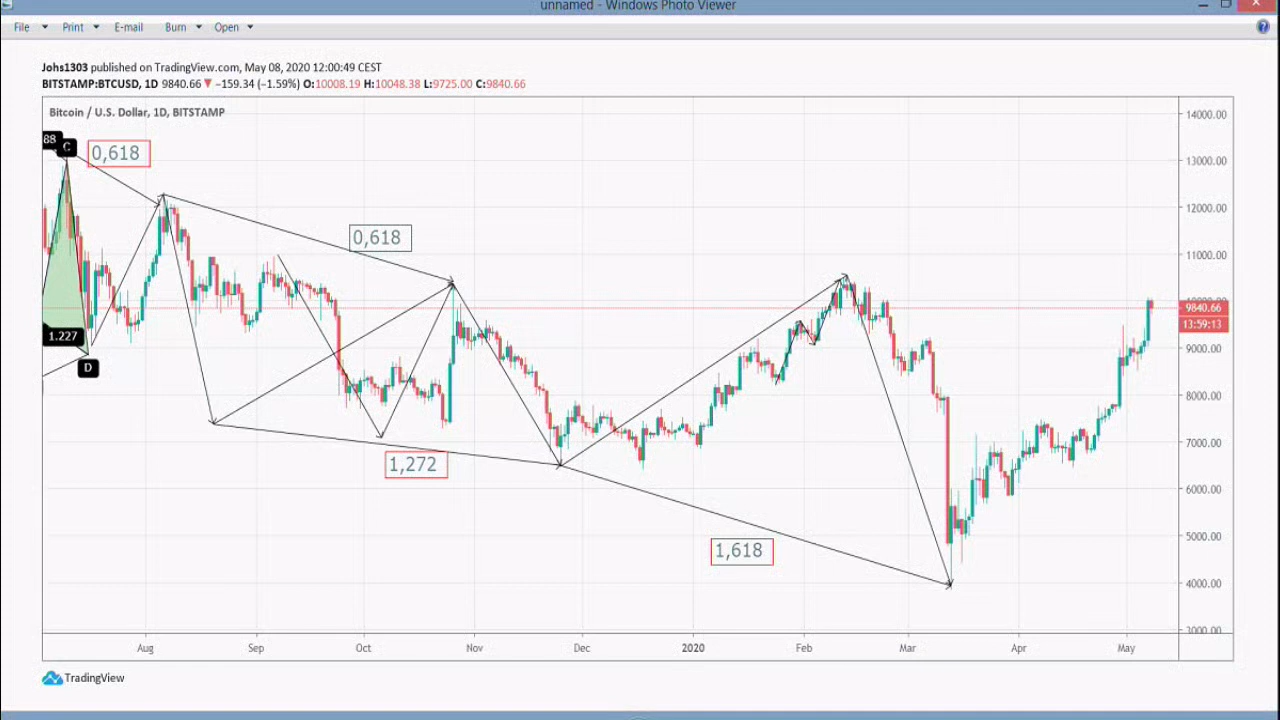 unnamed - Windows Photo Viewer
File Print E-mail Burn Open
Johs1303 published on TradingView.com, May 08, 2020 12:00:49 CEST
BITSTAMP:BTCUSD, 1D 9840.66 ▼ −159.34 (−1.59%) O:10008.19 H:10048.38 L:9725.00 C:9840.66
Bitcoin / U.S. Dollar, 1D, BITSTAMP
14000.00
88 C
0,618
13000.00
12000.00
0,618
11000.00
10000.00
9840.66
13:59:13
1.227
9000.00
D
8000.00
7000.00
1,272
6000.00
5000.00
1,618
4000.00
3000.00
Aug Sep Oct Nov Dec 2020 Feb Mar Apr May
TradingView